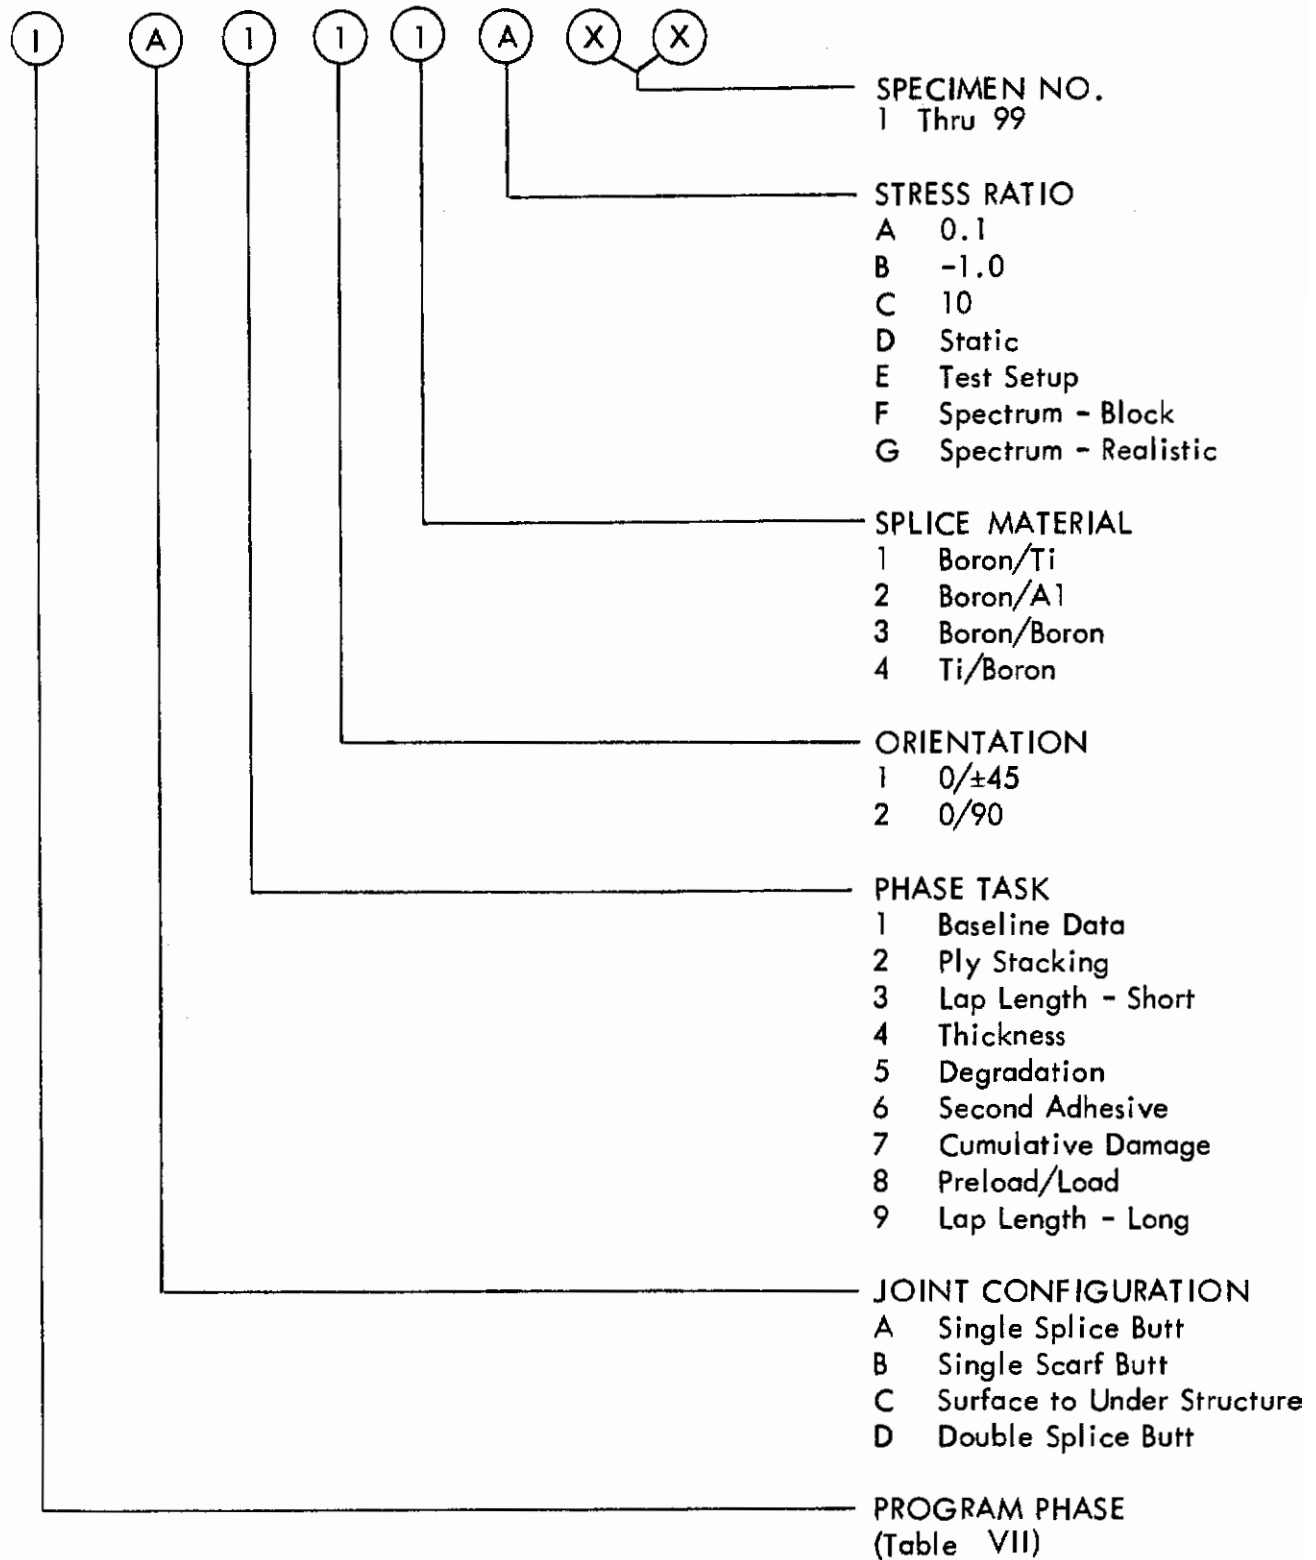 I A 1 1 1 A X X
SPECIMEN NO.
1 Thru 99
STRESS RATIO
A 0.1
B -1.0
C 10
D Static
E Test Setup
F Spectrum - Block
G Spectrum - Realistic
SPLICE MATERIAL
1 Boron/Ti
2 Boron/Al
3 Boron/Boron
4 Ti/Boron
ORIENTATION
1 0/±45
2 0/90
PHASE TASK
1 Baseline Data
2 Ply Stacking
3 Lap Length - Short
4 Thickness
5 Degradation
6 Second Adhesive
7 Cumulative Damage
8 Preload/Load
9 Lap Length - Long
JOINT CONFIGURATION
A Single Splice Butt
B Single Scarf Butt
C Surface to Under Structure
D Double Splice Butt
PROGRAM PHASE
(Table VII)